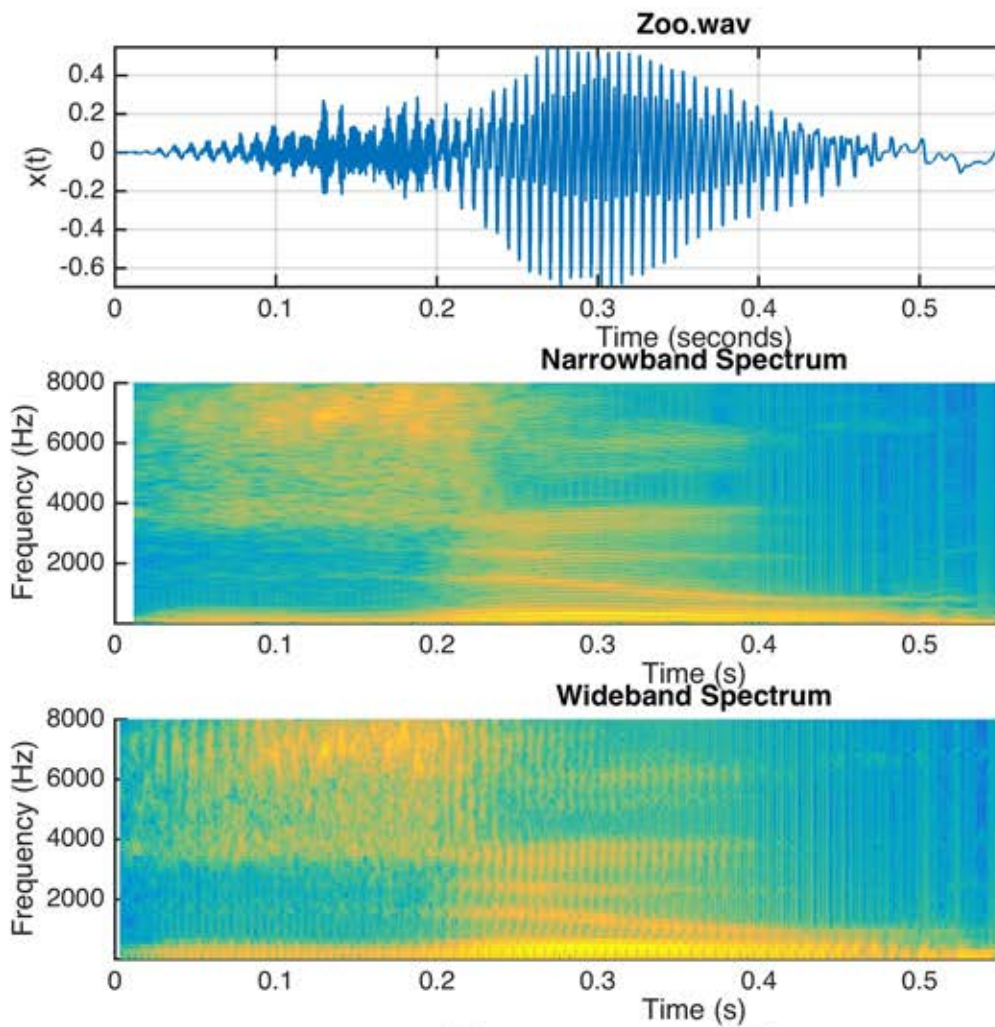 Zoo.wav
x(t)
0.4
0.2
0
-0.2
-0.4
-0.6
0 0.1 0.2 0.3 0.4 0.5
Time (seconds)
Narrowband Spectrum
Frequency (Hz)
8000
6000
4000
2000
0 0.1 0.2 0.3 0.4 0.5
Time (s)
Wideband Spectrum
Frequency (Hz)
8000
6000
4000
2000
0 0.1 0.2 0.3 0.4 0.5
Time (s)